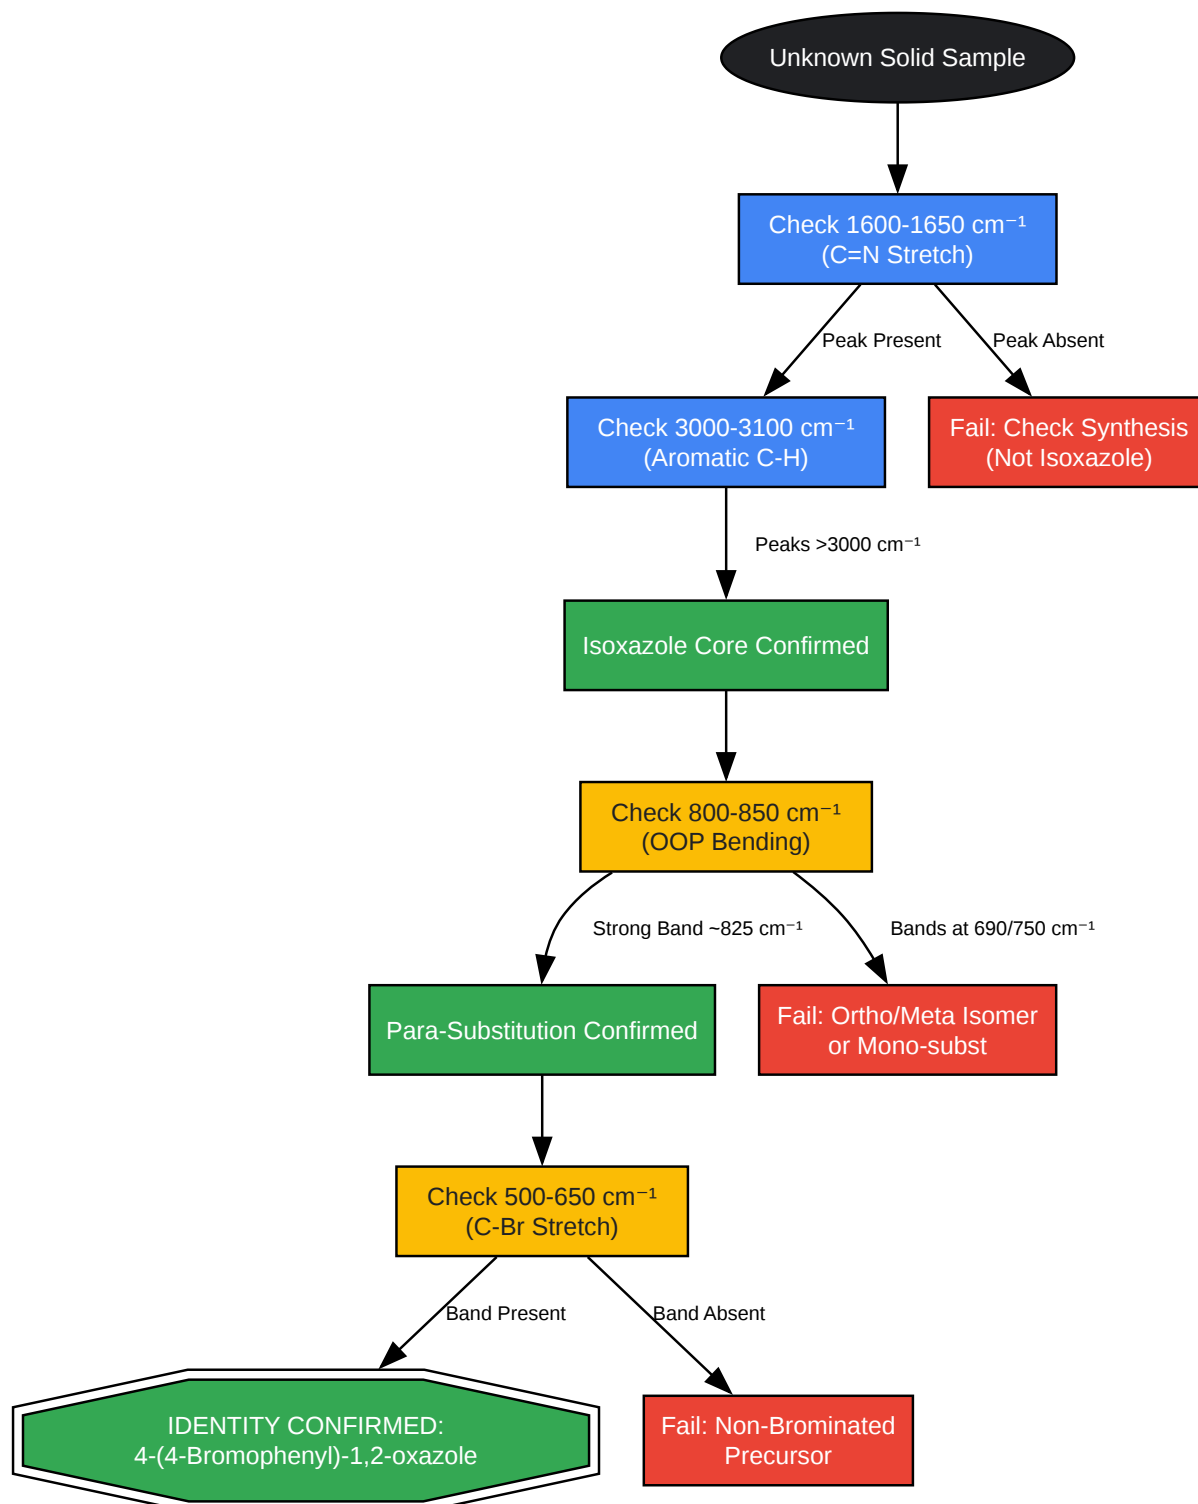 Unknown Solid Sample
Check 1600-1650 cm⁻¹
(C=N Stretch)
Peak Present
Peak Absent
Check 3000-3100 cm⁻¹
(Aromatic C-H)
Fail: Check Synthesis
(Not Isoxazole)
Peaks >3000 cm⁻¹
Isoxazole Core Confirmed
Check 800-850 cm⁻¹
(OOP Bending)
Strong Band ~825 cm⁻¹
Bands at 690/750 cm⁻¹
Para-Substitution Confirmed
Fail: Ortho/Meta Isomer
or Mono-subst
Check 500-650 cm⁻¹
(C-Br Stretch)
Band Present
Band Absent
IDENTITY CONFIRMED:
4-(4-Bromophenyl)-1,2-oxazole
Fail: Non-Brominated
Precursor